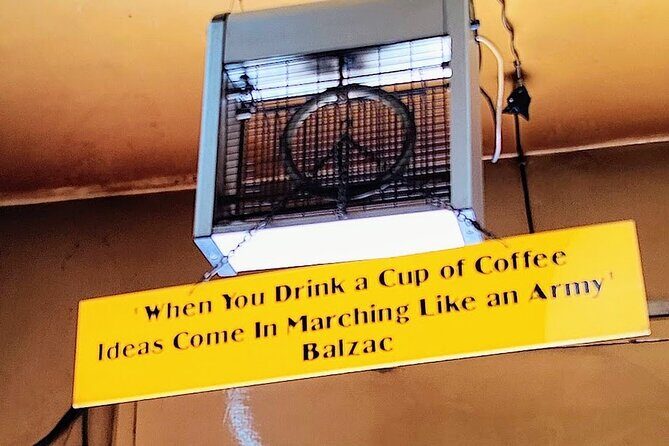 'When You Drink a Cup of Coffee
Ideas Come In Marching Like an Army'
Balzac